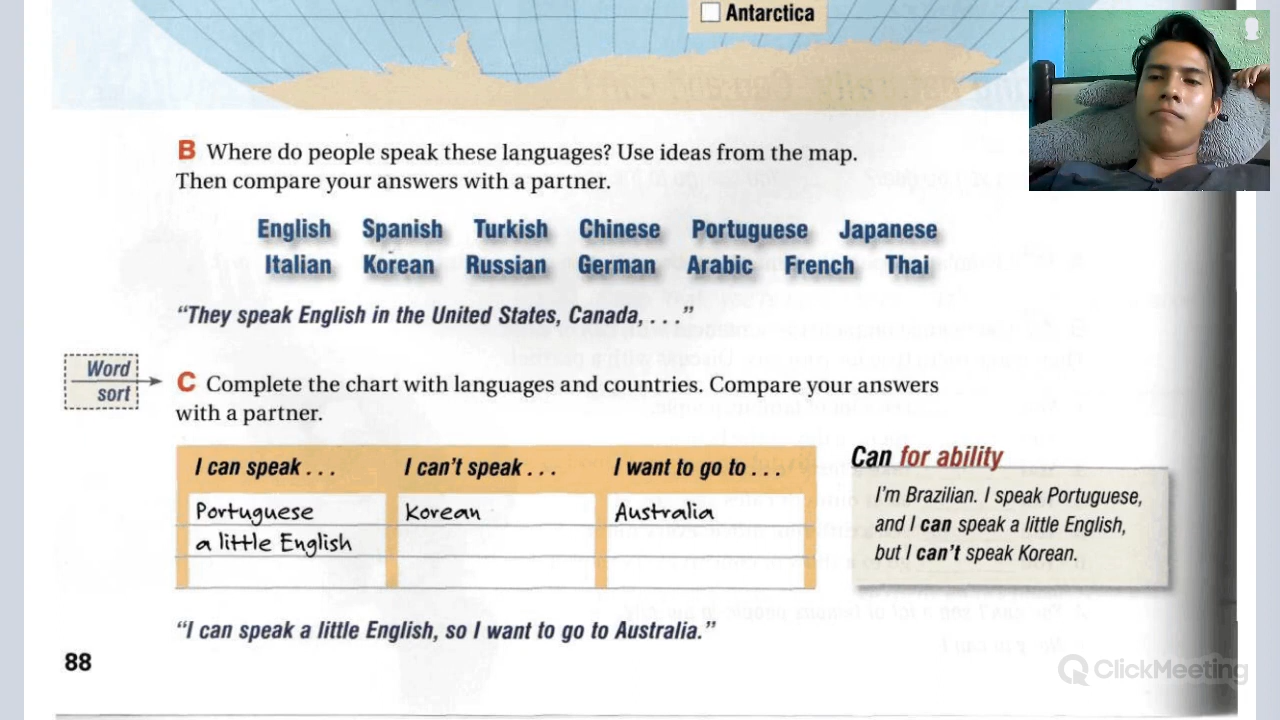 Antarctica
B Where do people speak these languages? Use ideas from the map.
Then compare your answers with a partner.
English Spanish Turkish Chinese Portuguese Japanese
Italian Korean Russian German Arabic French Thai
“They speak English in the United States, Canada, . . .”
Word
sort
C Complete the chart with languages and countries. Compare your answers
with a partner.
I can speak . . . I can’t speak . . . I want to go to . . .
Portuguese Korean Australia
a little English
Can for ability
I’m Brazilian. I speak Portuguese,
and I can speak a little English,
but I can’t speak Korean.
“I can speak a little English, so I want to go to Australia.”
88
ClickMeeting